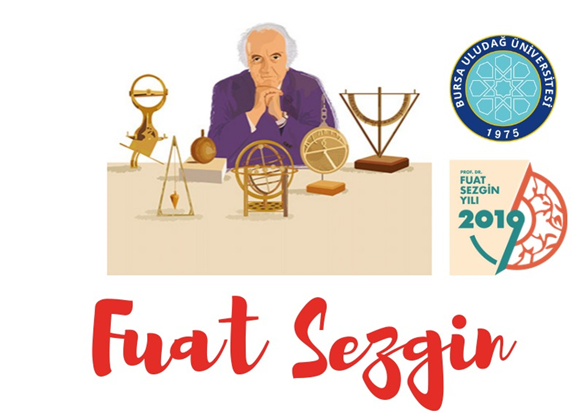 BURSA ULUDAĞ ÜNİVERSİTESİ
1975
PROF. DR.
FUAT
SEZGİN
YILI
2019
Fuat Sezgin